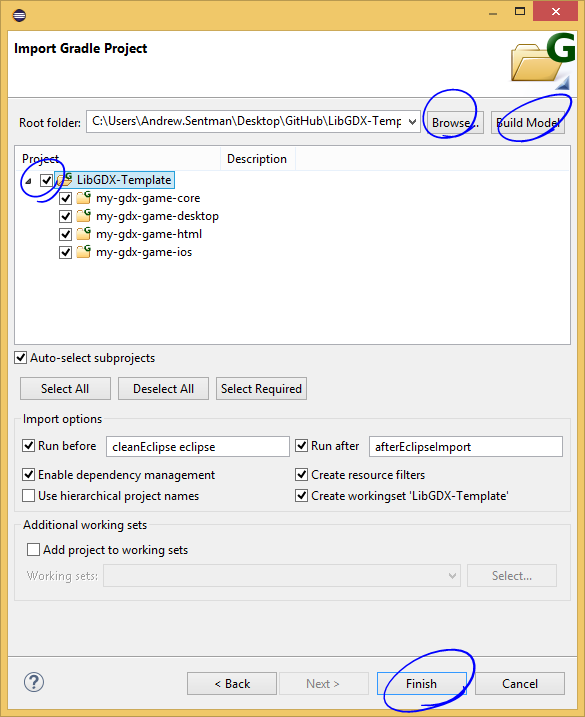 Import Gradle Project
G
Root folder: C:\Users\Andrew.Sentman\Desktop\GitHub\LibGDX-Temp Browse... Build Model
Project Description
LibGDX-Template
my-gdx-game-core
my-gdx-game-desktop
my-gdx-game-html
my-gdx-game-ios
Auto-select subprojects
Select All Deselect All Select Required
Import options
Run before cleanEclipse eclipse Run after afterEclipseImport
Enable dependency management Create resource filters
Use hierarchical project names Create workingset 'LibGDX-Template'
Additional working sets
Add project to working sets
Working sets: Select...
? < Back Next > Finish Cancel